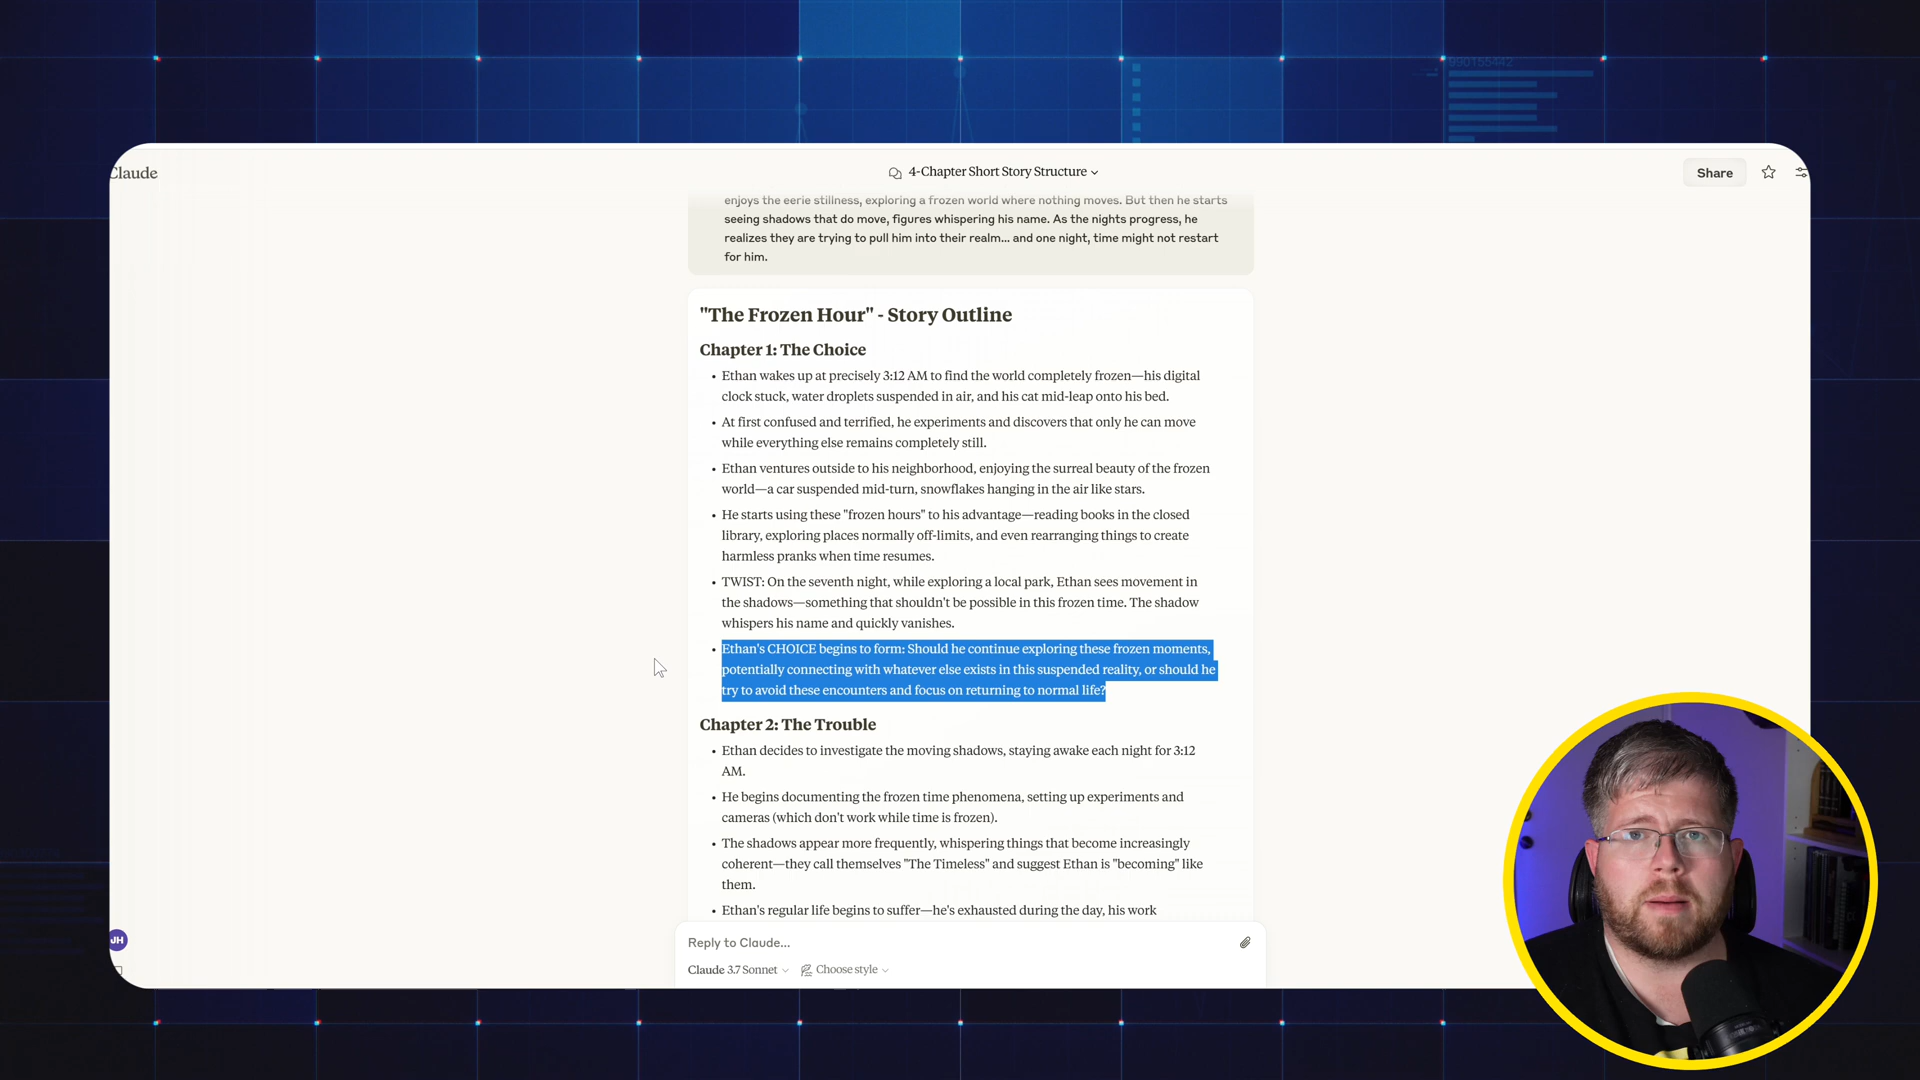 990155442
Claude
4-Chapter Short Story Structure
Share
enjoys the eerie stillness, exploring a frozen world where nothing moves. But then he starts
seeing shadows that do move, figures whispering his name. As the nights progress, he
realizes they are trying to pull him into their realm... and one night, time might not restart
for him.
"The Frozen Hour" - Story Outline
Chapter 1: The Choice
• Ethan wakes up at precisely 3:12 AM to find the world completely frozen—his digital
clock stuck, water droplets suspended in air, and his cat mid-leap onto his bed.
• At first confused and terrified, he experiments and discovers that only he can move
while everything else remains completely still.
• Ethan ventures outside to his neighborhood, enjoying the surreal beauty of the frozen
world—a car suspended mid-turn, snowflakes hanging in the air like stars.
• He starts using these "frozen hours" to his advantage—reading books in the closed
library, exploring places normally off-limits, and even rearranging things to create
harmless pranks when time resumes.
• TWIST: On the seventh night, while exploring a local park, Ethan sees movement in
the shadows—something that shouldn't be possible in this frozen time. The shadow
whispers his name and quickly vanishes.
• Ethan's CHOICE begins to form: Should he continue exploring these frozen moments,
potentially connecting with whatever else exists in this suspended reality, or should he
try to avoid these encounters and focus on returning to normal life?
Chapter 2: The Trouble
• Ethan decides to investigate the moving shadows, staying awake each night for 3:12
AM.
• He begins documenting the frozen time phenomena, setting up experiments and
cameras (which don't work while time is frozen).
• The shadows appear more frequently, whispering things that become increasingly
coherent—they call themselves "The Timeless" and suggest Ethan is "becoming" like
them.
• Ethan's regular life begins to suffer—he's exhausted during the day, his work
JH
Reply to Claude...
Claude 3.7 Sonnet
Choose style